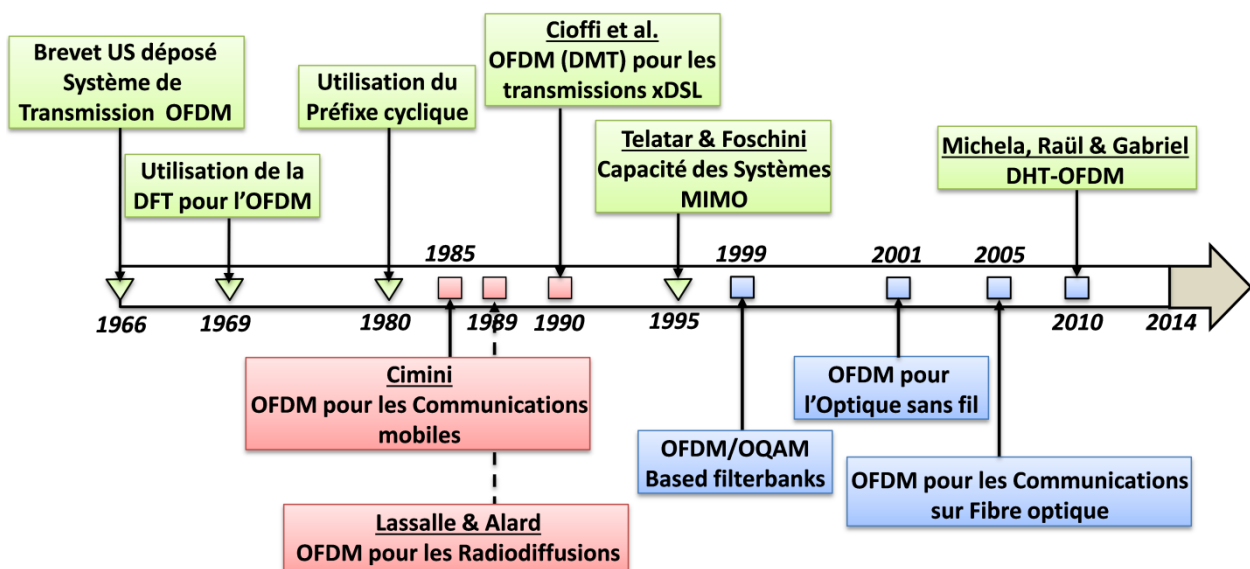 Brevet US déposé
Système de
Transmission OFDM
Utilisation de la
DFT pour l'OFDM
Utilisation du
Préfixe cyclique
Cioffi et al.
OFDM (DMT) pour les
transmissions xDSL
Telatar & Foschini
Capacité des Systèmes
MIMO
Michela, Raül & Gabriel
DHT-OFDM
1985
1999
2001
2005
1966
1969
1980
1989
1990
1995
2010
2014
Cimini
OFDM pour les Communications
mobiles
Lassalle & Alard
OFDM pour les Radiodiffusions
OFDM/OQAM
Based filterbanks
OFDM pour
l'Optique sans fil
OFDM pour les Communications
sur Fibre optique